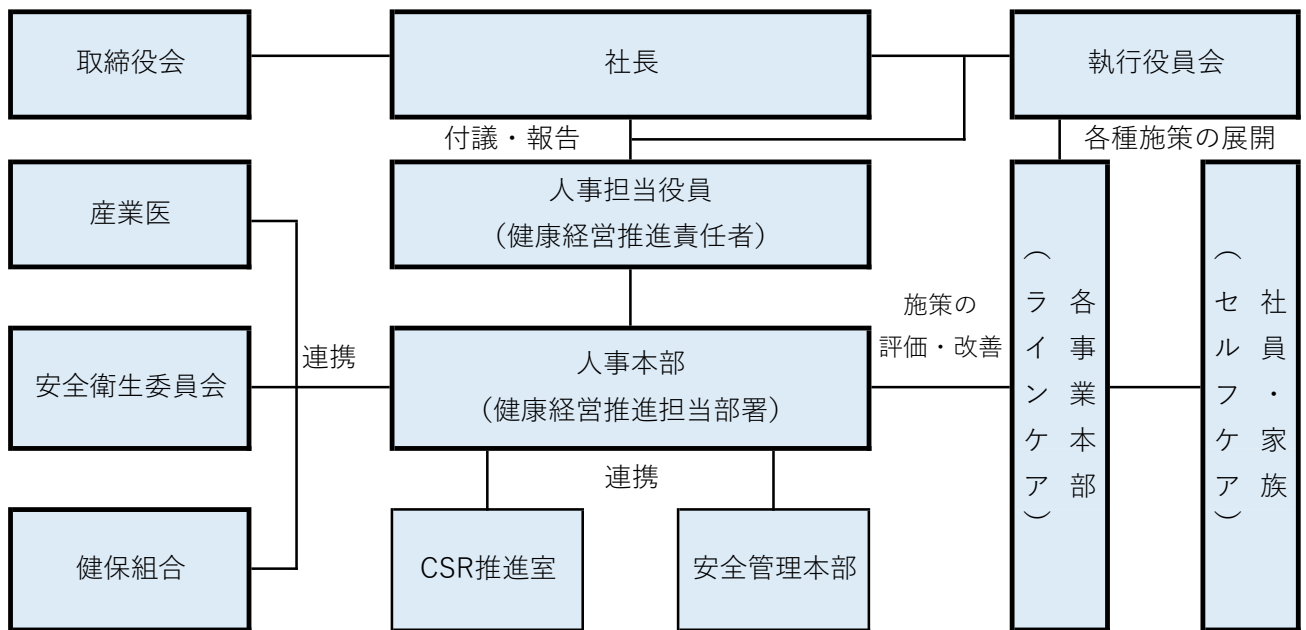 取締役会
社長
執行役員会
付議・報告
各種施策の展開
産業医
人事担当役員
（健康経営推進責任者）
施策の
評価・改善
各事業本部
（ラインケア）
社員・家族
（セルフケア）
安全衛生委員会
連携
人事本部
（健康経営推進担当部署）
連携
健保組合
CSR推進室
安全管理本部